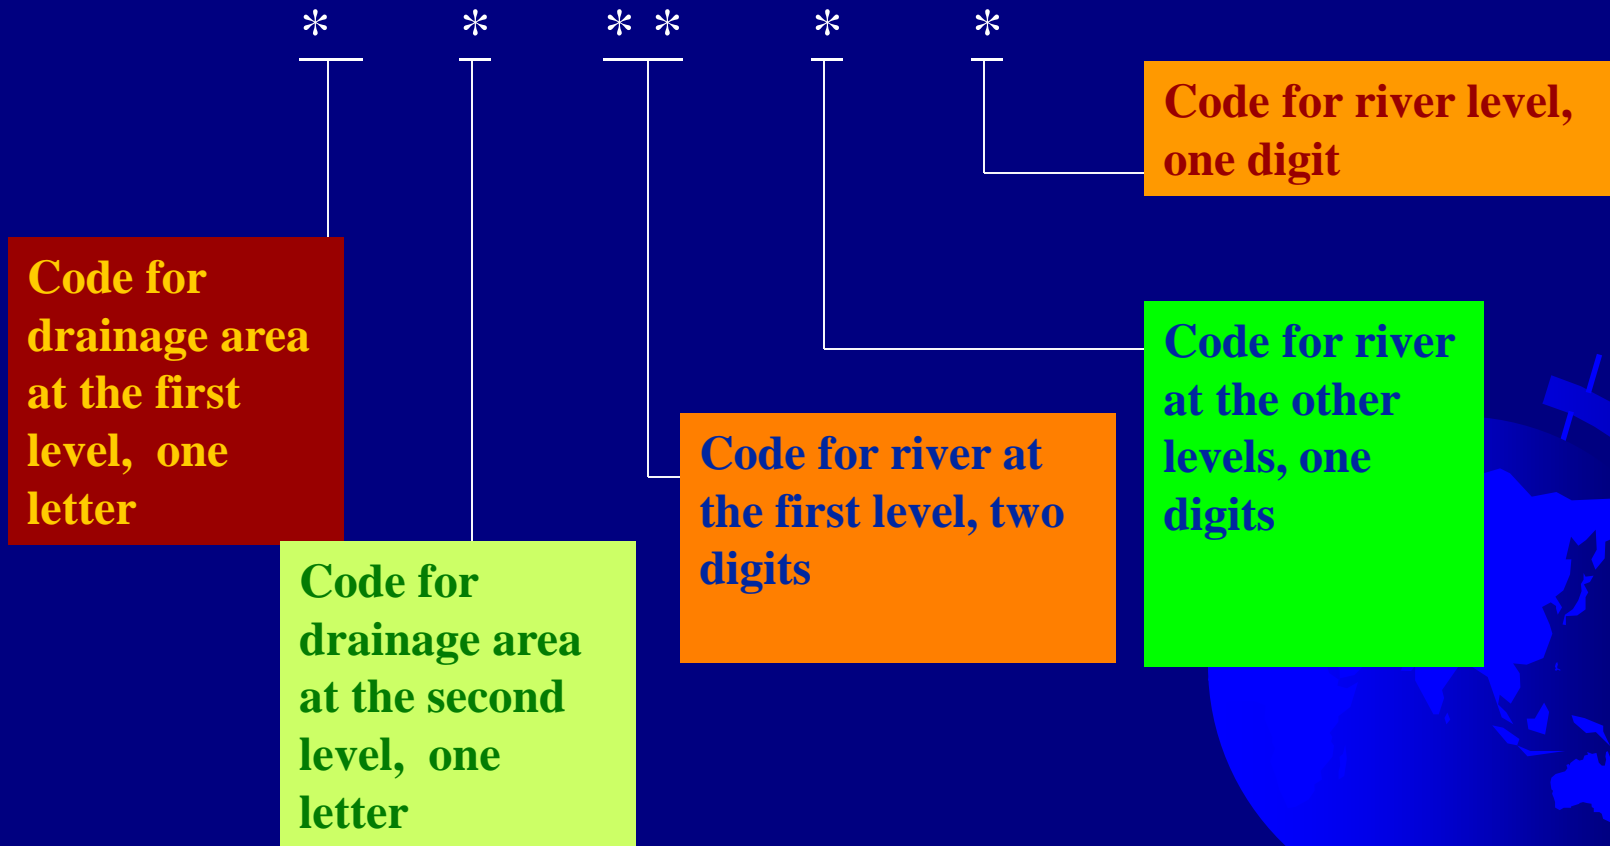 * * * * * *
Code for river level,
one digit
Code for
drainage area
at the first
level, one
letter
Code for river
at the other
levels, one
digits
Code for river at
the first level, two
digits
Code for
drainage area
at the second
level, one
letter